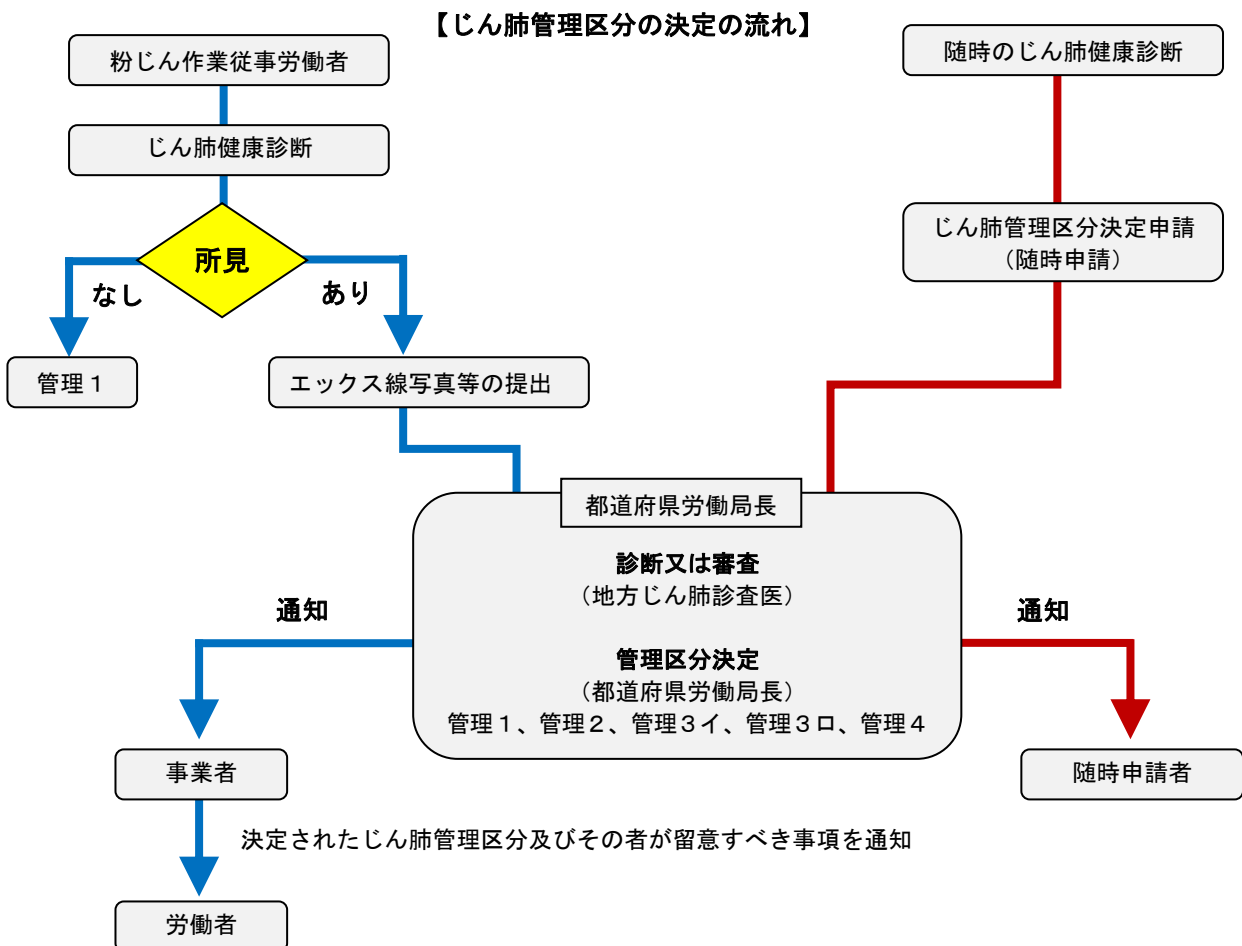 【じん肺管理区分の決定の流れ】
粉じん作業従事労働者
じん肺健康診断
所見
なし
あり
管理１
エックス線写真等の提出
随時のじん肺健康診断
じん肺管理区分決定申請
（随時申請）
都道府県労働局長
診断又は審査
（地方じん肺診査医）
管理区分決定
（都道府県労働局長）
管理１、管理２、管理３イ、管理３ロ、管理４
通知
事業者
決定されたじん肺管理区分及びその者が留意すべき事項を通知
労働者
通知
随時申請者